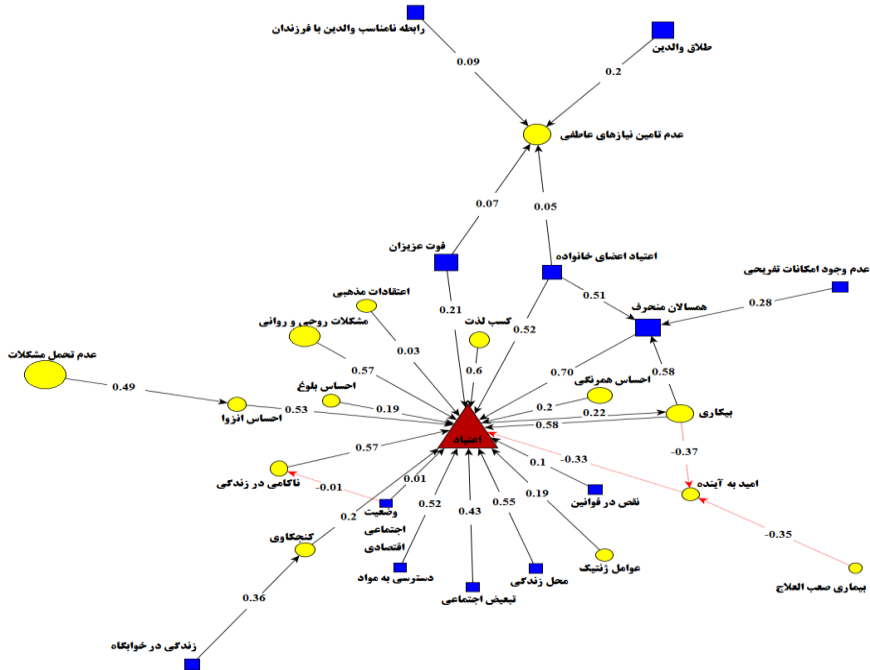 رابطه نامناسب والدین با فرزندان
طلاق والدین
0.09
0.2
عدم تامین نیازهای عاطفی
0.07
0.05
فوت عزیزان
اعتیاد اعضای خانواده
عدم وجود امکانات تفریحی
اعتقادات مذهبی
0.51
همسالان منحرف
0.28
0.21
کسب لذت
مشکلات روحی و روانی
0.52
عدم تحمل مشکلات
0.03
0.57
0.70
0.58
0.6
احساس همرنگی
0.49
احساس بلوغ
0.19
0.2
0.22
بیکاری
احساس انزوا
0.53
0.58
اعتیاد
0.57
-0.33
-0.37
0.1
ناکامی در زندگی
-0.01
0.01
امید به آینده
نقص در قوانین
0.2
وضعیت
اجتماعی
اقتصادی
0.52
0.43
0.55
0.19
کنجکاوی
-0.35
دسترسی به مواد
تبعیض اجتماعی
محل زندگی
عوامل ژنتیک
بیماری صعب العلاج
0.36
زندگی در خوابگاه